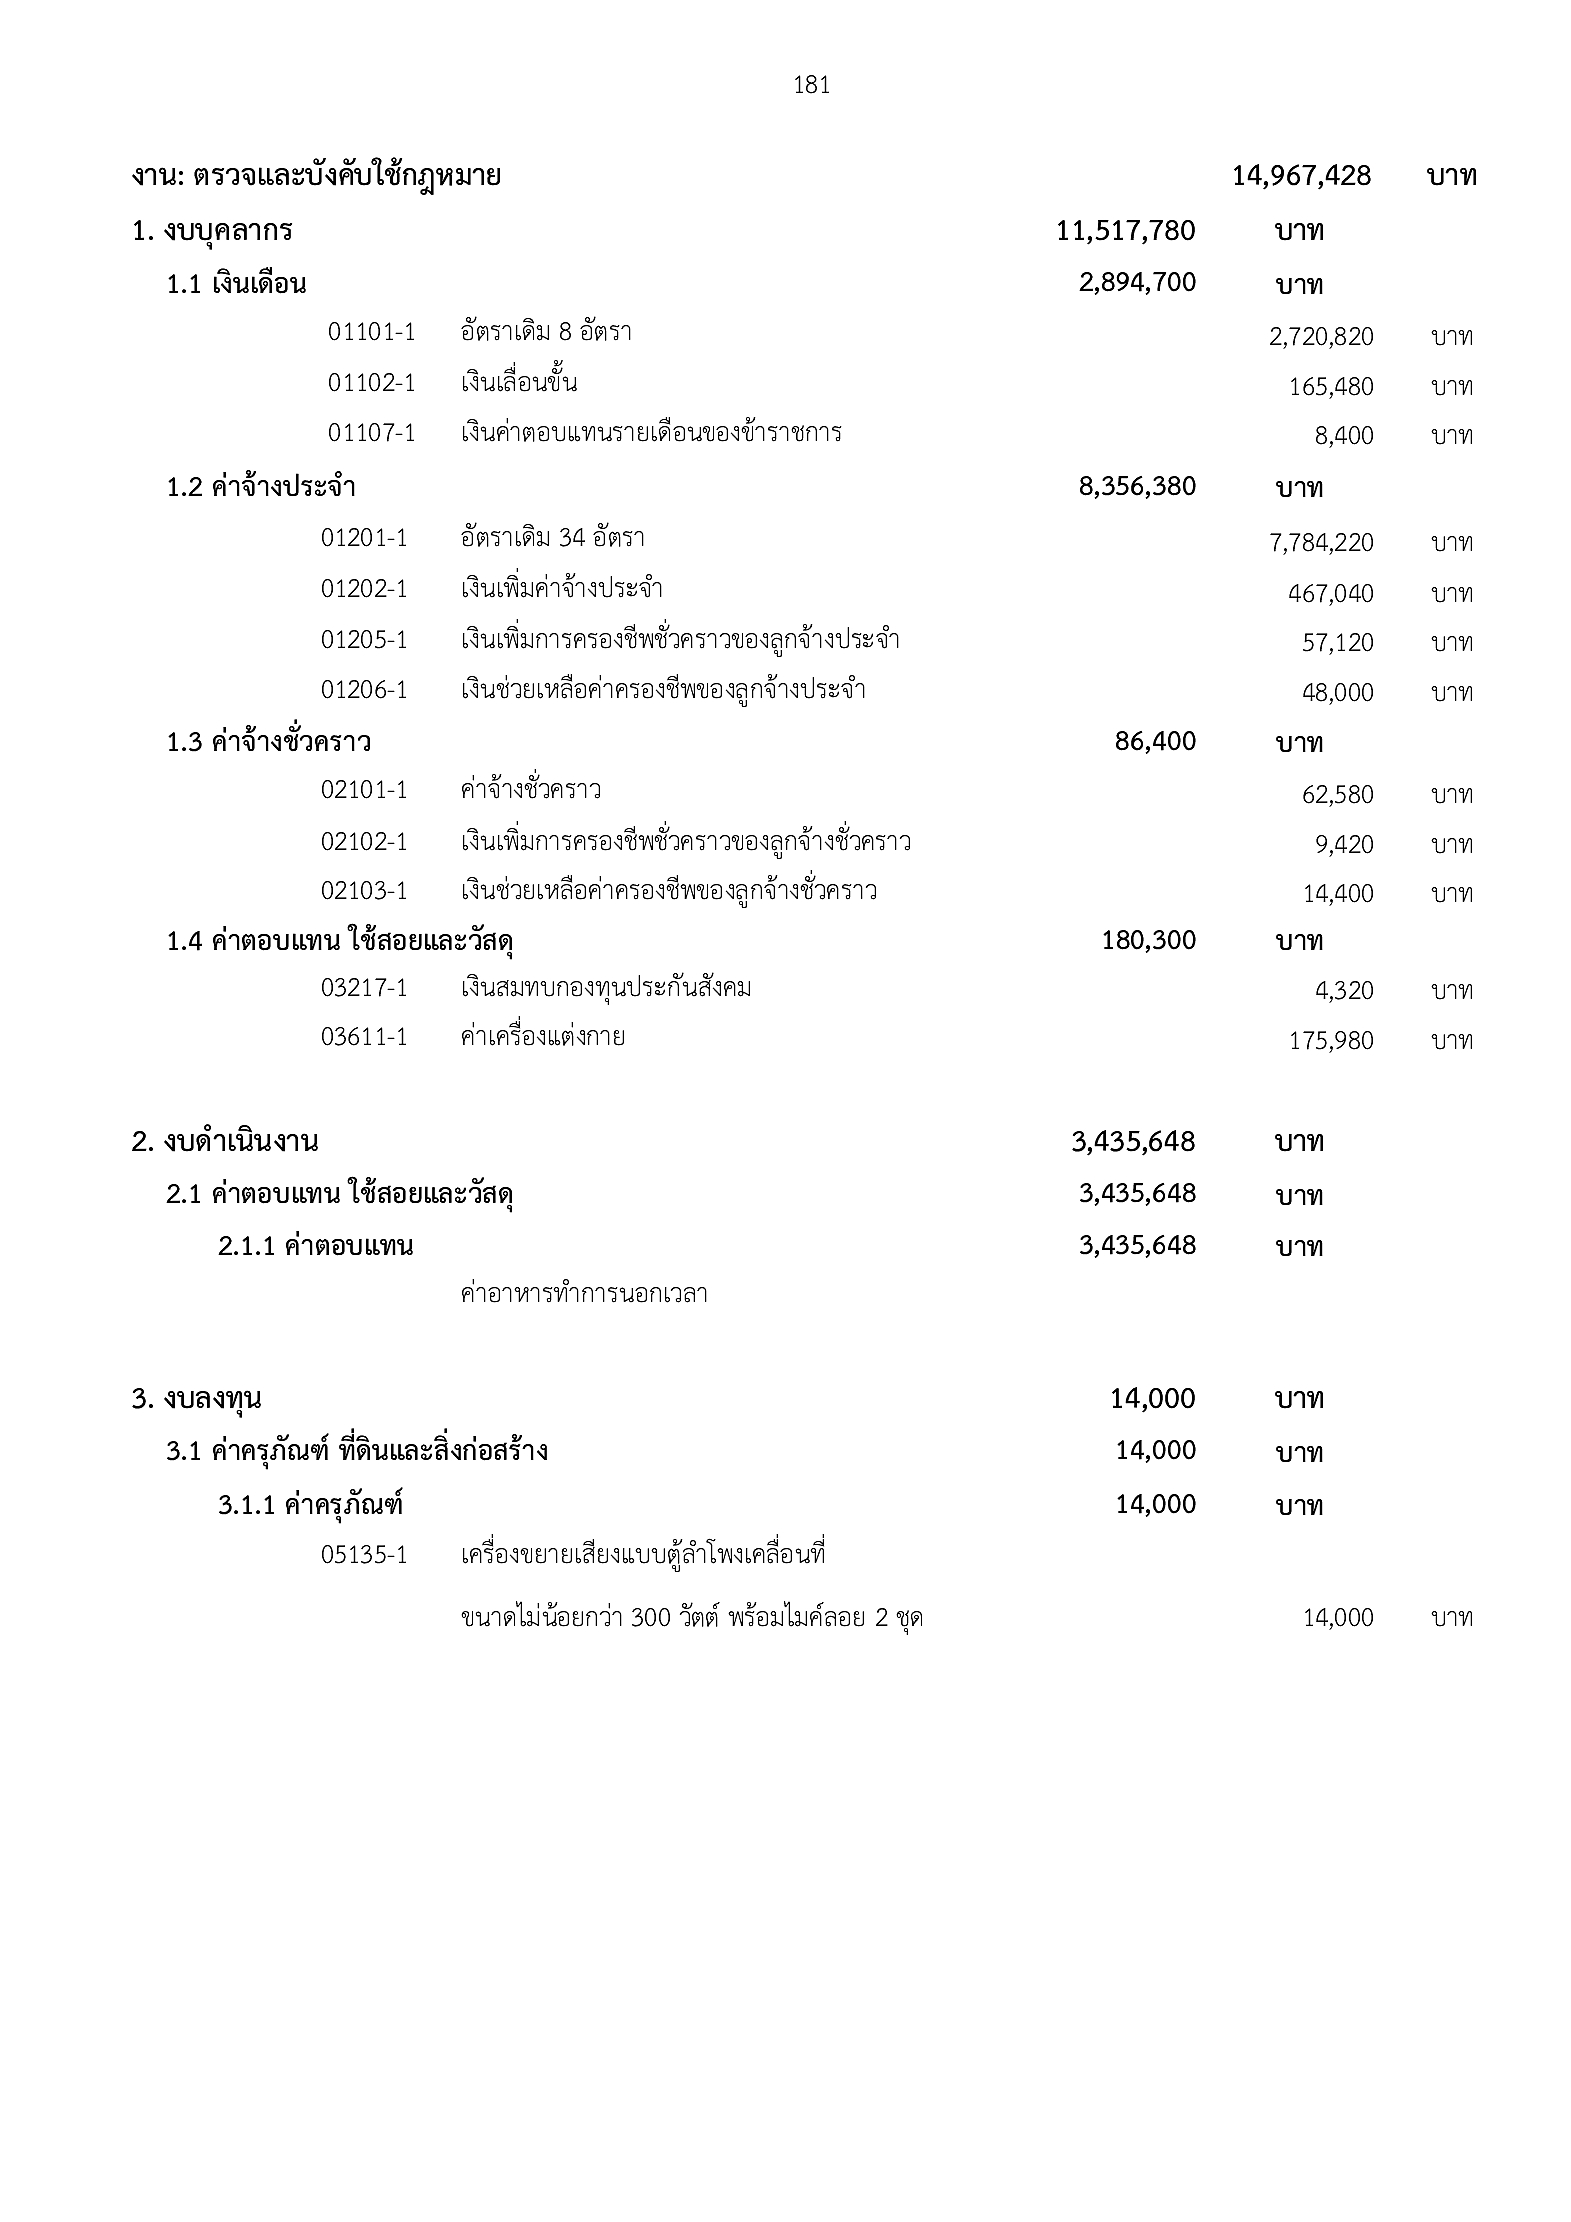 181
งาน: ตรวจและบังคับใช้กฎหมาย 14,967,428 บาท
1. งบบุคลากร 11,517,780 บาท
1.1 เงินเดือน 2,894,700 บาท
01101-1 อัตราเดิม 8 อัตรา 2,720,820 บาท
01102-1 เงินเลื่อนขั้น 165,480 บาท
01107-1 เงินค่าตอบแทนรายเดือนของข้าราชการ 8,400 บาท
1.2 ค่าจ้างประจำ 8,356,380 บาท
01201-1 อัตราเดิม 34 อัตรา 7,784,220 บาท
01202-1 เงินเพิ่มค่าจ้างประจำ 467,040 บาท
01205-1 เงินเพิ่มการครองชีพชั่วคราวของลูกจ้างประจำ 57,120 บาท
01206-1 เงินช่วยเหลือค่าครองชีพของลูกจ้างประจำ 48,000 บาท
1.3 ค่าจ้างชั่วคราว 86,400 บาท
02101-1 ค่าจ้างชั่วคราว 62,580 บาท
02102-1 เงินเพิ่มการครองชีพชั่วคราวของลูกจ้างชั่วคราว 9,420 บาท
02103-1 เงินช่วยเหลือค่าครองชีพของลูกจ้างชั่วคราว 14,400 บาท
1.4 ค่าตอบแทน ใช้สอยและวัสดุ 180,300 บาท
03217-1 เงินสมทบกองทุนประกันสังคม 4,320 บาท
03611-1 ค่าเครื่องแต่งกาย 175,980 บาท
2. งบดำเนินงาน 3,435,648 บาท
2.1 ค่าตอบแทน ใช้สอยและวัสดุ 3,435,648 บาท
2.1.1 ค่าตอบแทน 3,435,648 บาท
ค่าอาหารทำการนอกเวลา
3. งบลงทุน 14,000 บาท
3.1 ค่าครุภัณฑ์ ที่ดินและสิ่งก่อสร้าง 14,000 บาท
3.1.1 ค่าครุภัณฑ์ 14,000 บาท
05135-1 เครื่องขยายเสียงแบบตู้ลำโพงเคลื่อนที่
ขนาดไม่น้อยกว่า 300 วัตต์ พร้อมไมค์ลอย 2 ชุด 14,000 บาท